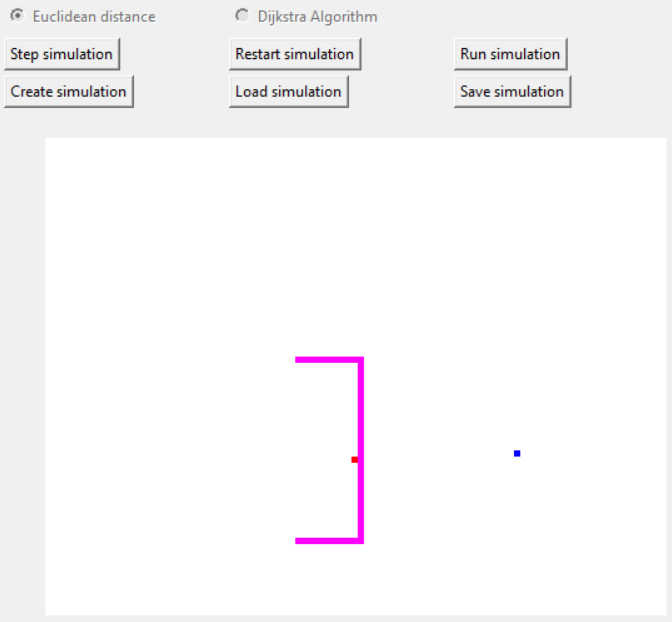 Euclidean distance Dijkstra Algorithm
Step simulation Restart simulation Run simulation
Create simulation Load simulation Save simulation